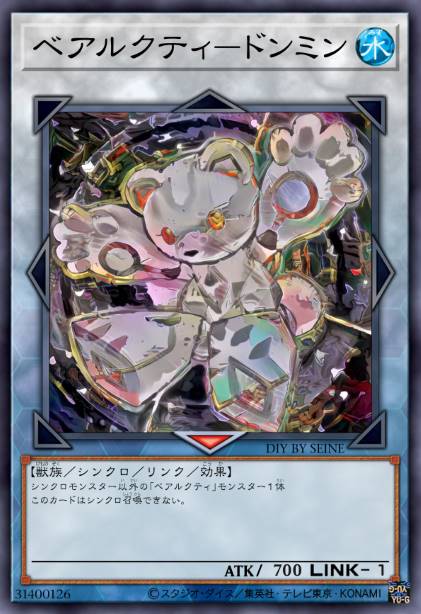 ベアルクティ―ドンミン
水
DIY BY SEINE
【獣族／シンクロ／リンク／効果】
シンクロモンスター以外の「ベアルクティ」モンスター１体
このカードはシンクロ召喚できない。
ATK/ 700 LINK- 1
31400126
©スタジオ・ダイス／集英社・テレビ東京・KONAMI